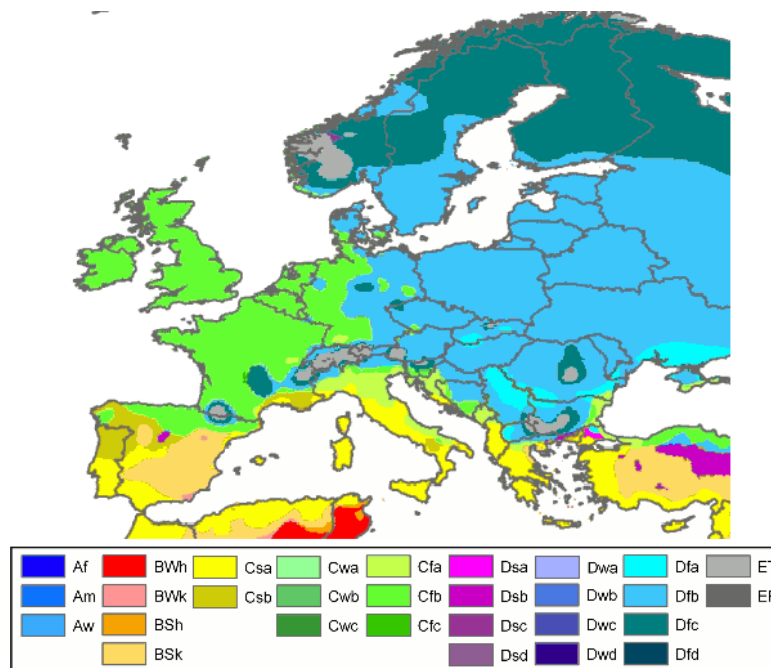 Af BWh Csa Cwa Cfa Dsa Dwa Dfa ET
Am BWk Csb Cwb Cfb Dsb Dwb Dfb
Aw BSh Cwc Cfc Dsc Dwc Dfc
BSk Dsd Dwd Dfd